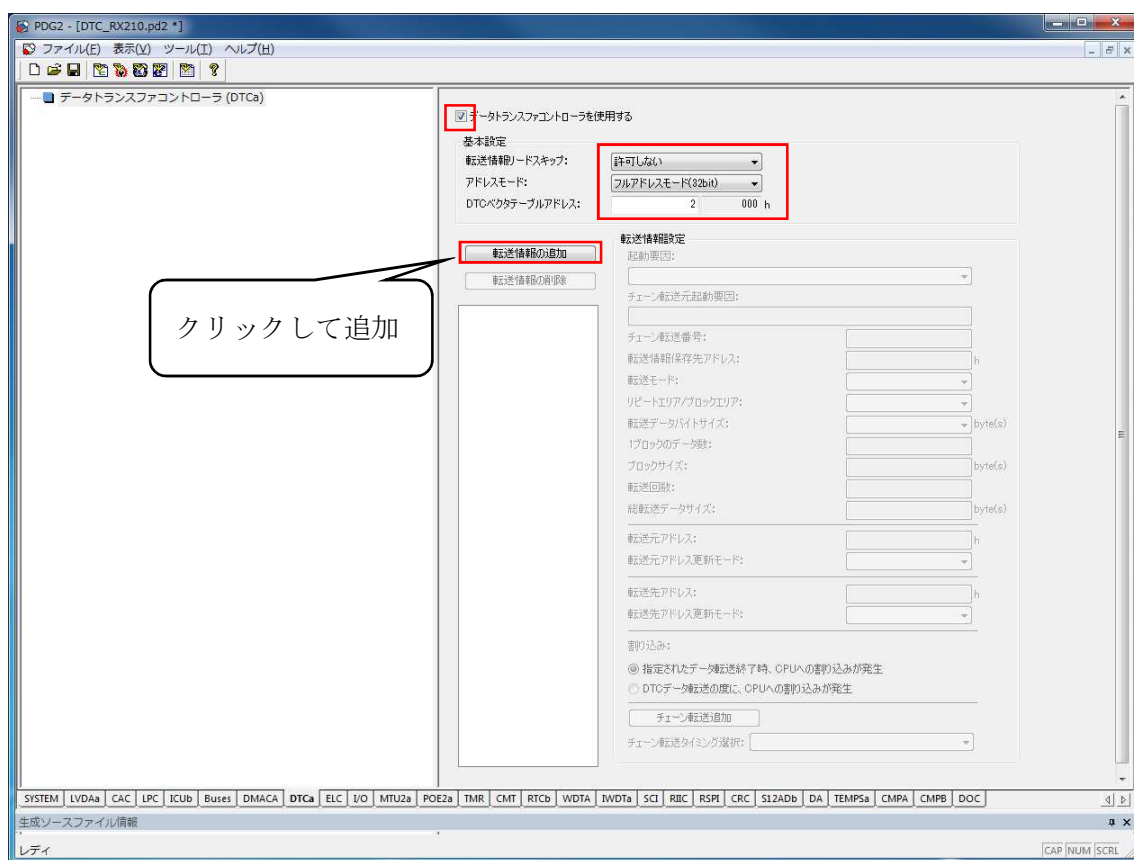 PDG2 - [DTC_RX210.pd2 *]
ファイル(F) 表示(V) ツール(T) ヘルプ(H)
データトランスファコントローラ (DTCa)
データトランスファコントローラを使用する
基本設定
転送情報リードスキップ: 許可しない
アドレスモード: フルアドレスモード(32bit)
DTCベクタテーブルアドレス: 2 000 h
転送情報の追加
転送情報の削除
クリックして追加
転送情報設定
起動要因:
チェーン転送元起動要因:
チェーン転送番号:
転送情報保存先アドレス: h
転送モード:
リピートエリア/ブロックエリア:
転送データバイトサイズ: byte(s)
1ブロックのデータ数:
ブロックサイズ: byte(s)
転送回数:
総転送データサイズ: byte(s)
転送元アドレス: h
転送元アドレス更新モード:
転送先アドレス: h
転送先アドレス更新モード:
割り込み:
指定されたデータ転送終了時、CPUへの割り込みが発生
DTCデータ転送の度に、CPUへの割り込みが発生
チェーン転送追加
チェーン転送タイミング選択:
SYSTEM LVDAa CAC LPC ICUb Buses DMACA DTCa ELC I/O MTU2a POE2a TMR CMT RTCb WDTA IWDTa SCI RIIC RSPI CRC S12ADb DA TEMPSa CMPA CMPB DOC
生成ソースファイル情報
レディ
CAP NUM SCRL